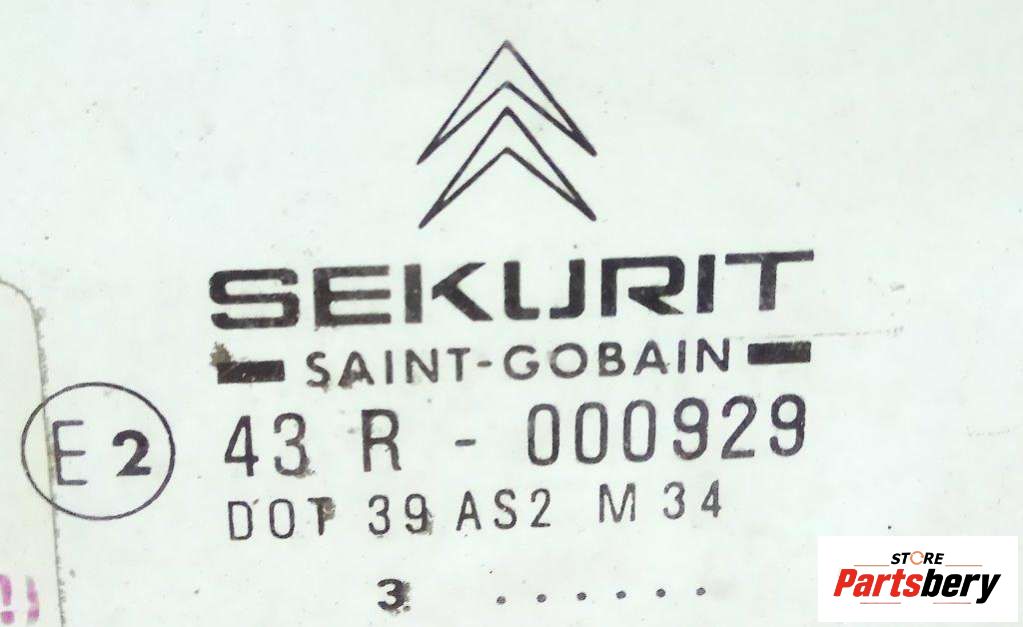 SEKURIT
SAINT-GOBAIN
E2 43 R - 000929
DOT 39 AS2 M 34
3 . . . . . .
STORE
Partsbery